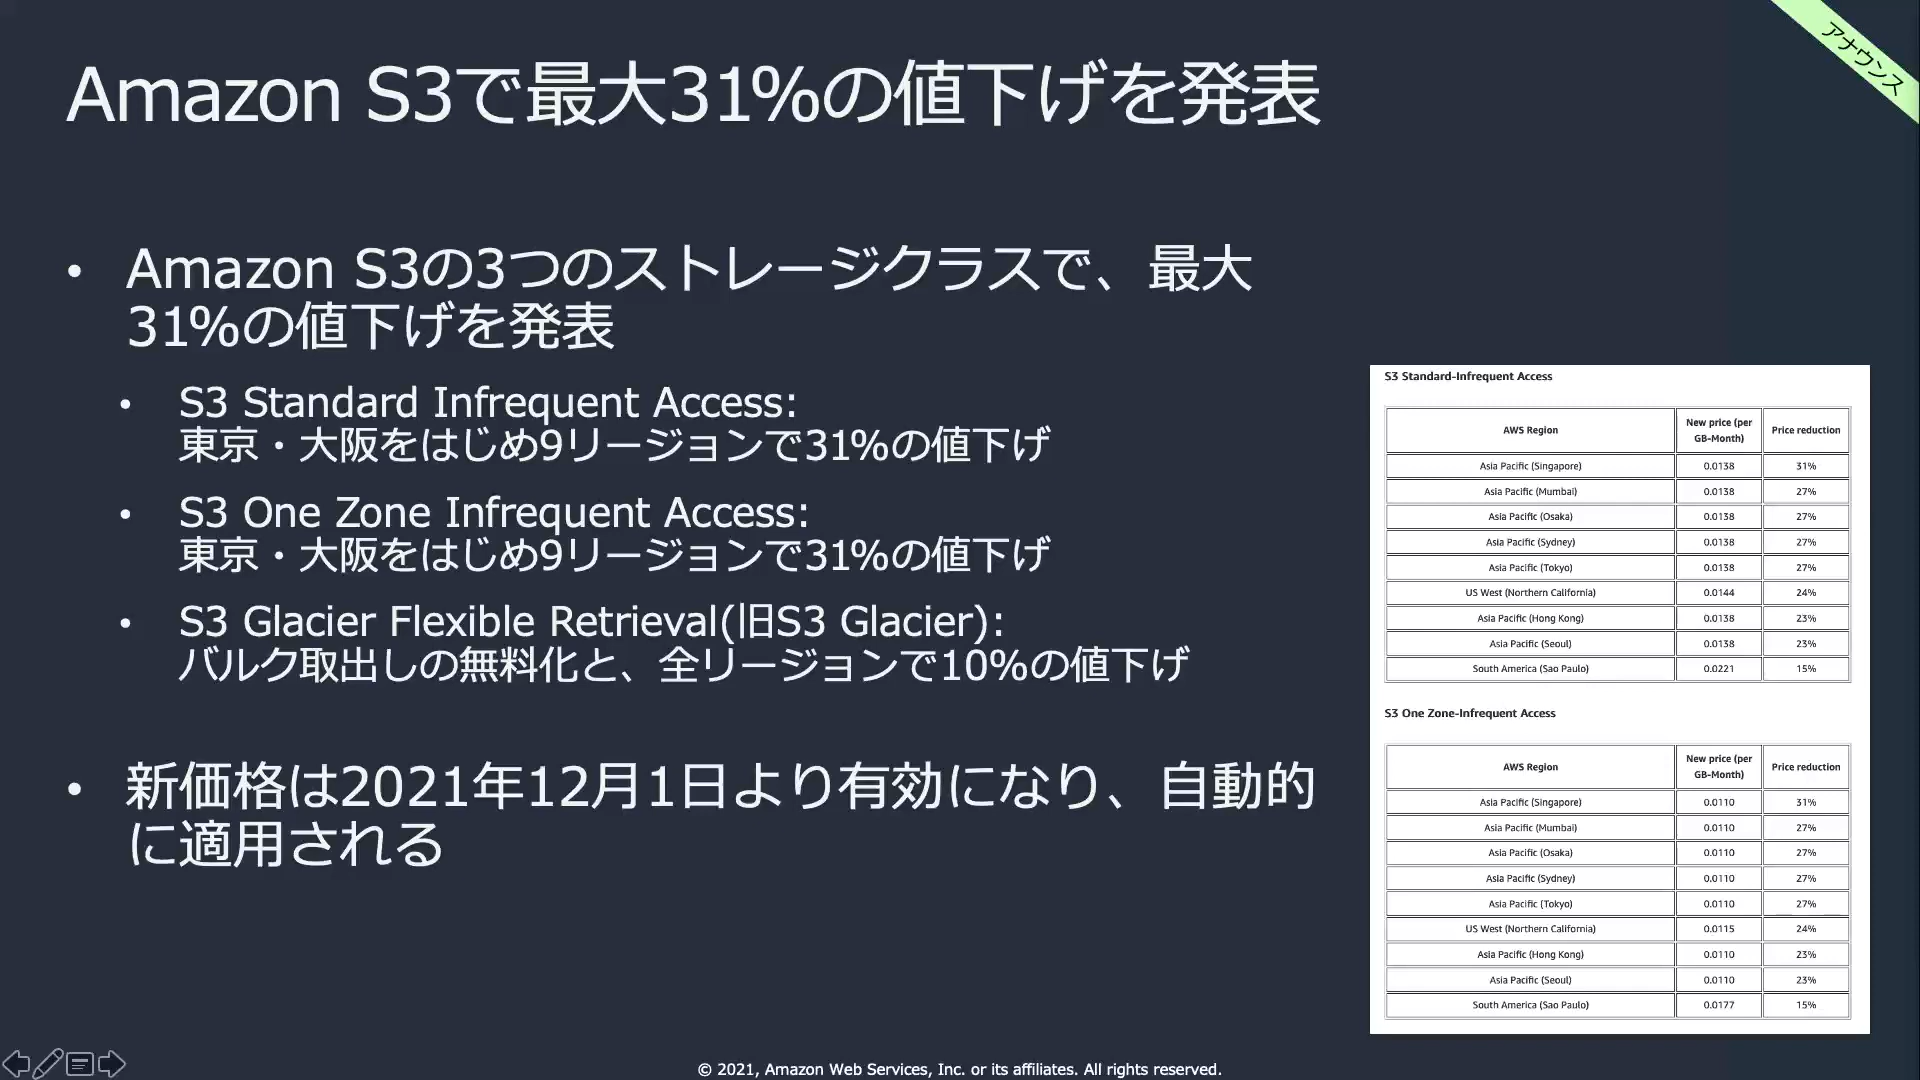 アナウンス
Amazon S3で最大31%の値下げを発表
• Amazon S3の3つのストレージクラスで、最大
31%の値下げを発表
• S3 Standard Infrequent Access:
東京・大阪をはじめ9リージョンで31%の値下げ
• S3 One Zone Infrequent Access:
東京・大阪をはじめ9リージョンで31%の値下げ
• S3 Glacier Flexible Retrieval(旧S3 Glacier):
バルク取出しの無料化と、全リージョンで10%の値下げ
• 新価格は2021年12月1日より有効になり、自動的
に適用される
S3 Standard-Infrequent Access
AWS Region New price (per GB-Month) Price reduction
Asia Pacific (Singapore) 0.0138 31%
Asia Pacific (Mumbai) 0.0138 27%
Asia Pacific (Osaka) 0.0138 27%
Asia Pacific (Sydney) 0.0138 27%
Asia Pacific (Tokyo) 0.0138 27%
US West (Northern California) 0.0144 24%
Asia Pacific (Hong Kong) 0.0138 23%
Asia Pacific (Seoul) 0.0138 23%
South America (Sao Paulo) 0.0221 15%
S3 One Zone-Infrequent Access
AWS Region New price (per GB-Month) Price reduction
Asia Pacific (Singapore) 0.0110 31%
Asia Pacific (Mumbai) 0.0110 27%
Asia Pacific (Osaka) 0.0110 27%
Asia Pacific (Sydney) 0.0110 27%
Asia Pacific (Tokyo) 0.0110 27%
US West (Northern California) 0.0115 24%
Asia Pacific (Hong Kong) 0.0110 23%
Asia Pacific (Seoul) 0.0110 23%
South America (Sao Paulo) 0.0177 15%
© 2021, Amazon Web Services, Inc. or its affiliates. All rights reserved.